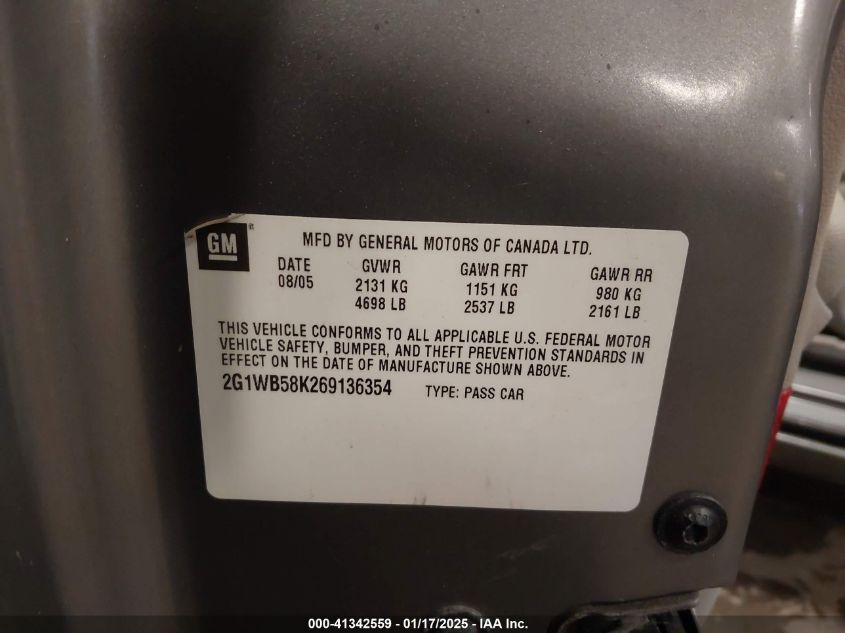 GM ® MFD BY GENERAL MOTORS OF CANADA LTD.
DATE GVWR GAWR FRT GAWR RR
08/05 2131 KG 1151 KG 980 KG
4698 LB 2537 LB 2161 LB
THIS VEHICLE CONFORMS TO ALL APPLICABLE U.S. FEDERAL MOTOR
VEHICLE SAFETY, BUMPER, AND THEFT PREVENTION STANDARDS IN
EFFECT ON THE DATE OF MANUFACTURE SHOWN ABOVE.
2G1WB58K269136354 TYPE: PASS CAR
000-41342559 — 01/17/2025 - IAA Inc.